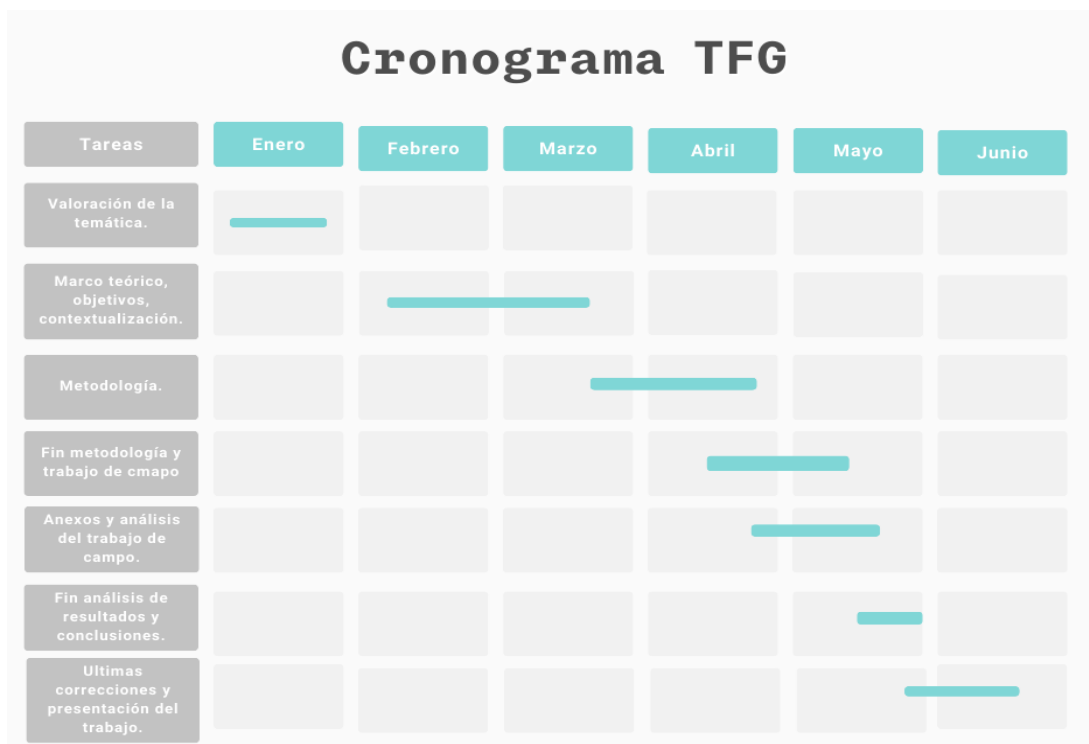 Cronograma TFG
Tareas
Enero
Febrero
Marzo
Abril
Mayo
Junio
Valoración de la
temática.
Marco teórico,
objetivos,
contextualización.
Metodología.
Fin metodología y
trabajo de cmapo
Anexos y análisis
del trabajo de
campo.
Fin análisis de
resultados y
conclusiones.
Ultimas
correcciones y
presentación del
trabajo.